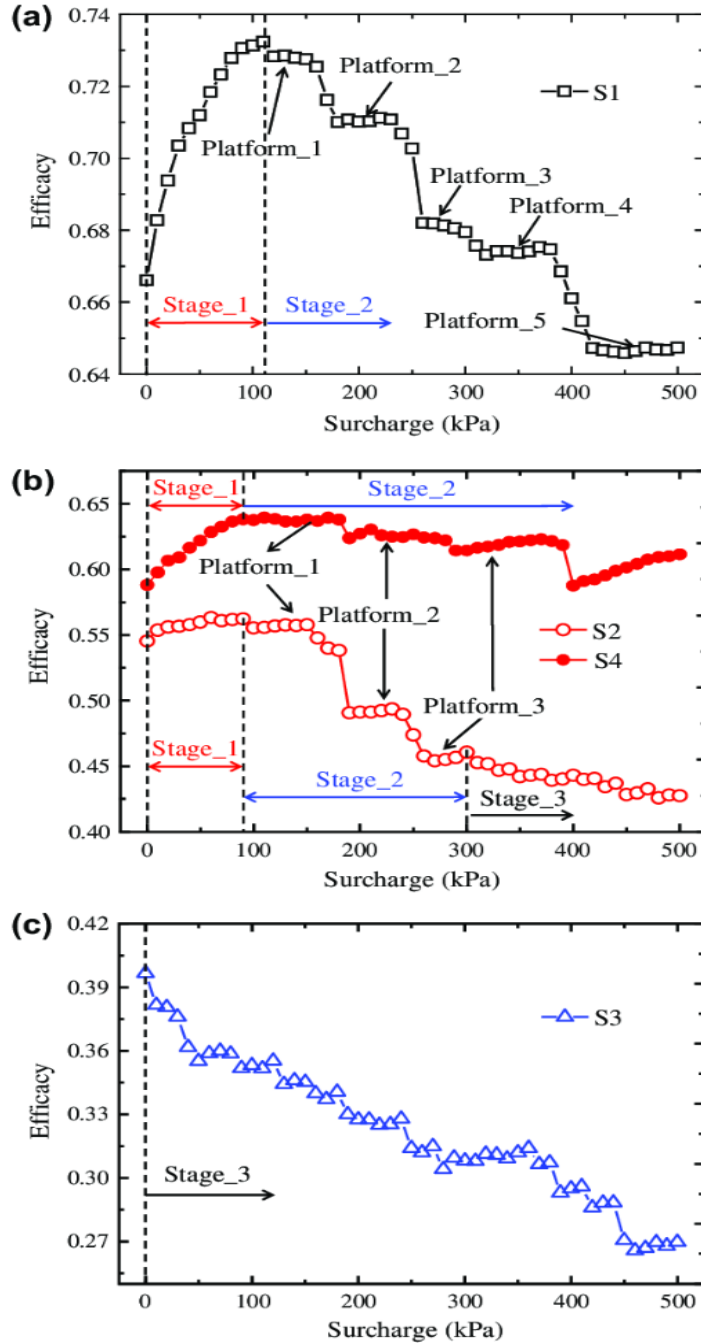 (a)
0.74
0.72
0.70
0.68
0.66
0.64
Efficacy
Platform_2
S1
Platform_1
Platform_3
Platform_4
Stage_1
Stage_2
Platform_5
0
100
200
300
400
500
Surcharge (kPa)
(b)
0.65
0.60
0.55
0.50
0.45
0.40
Efficacy
Stage_1
Stage_2
Platform_1
Platform_2
S2
S4
Platform_3
Stage_1
Stage_2
Stage_3
0
100
200
300
400
500
Surcharge (kPa)
(c)
0.42
0.39
0.36
0.33
0.30
0.27
Efficacy
S3
Stage_3
0
100
200
300
400
500
Surcharge (kPa)